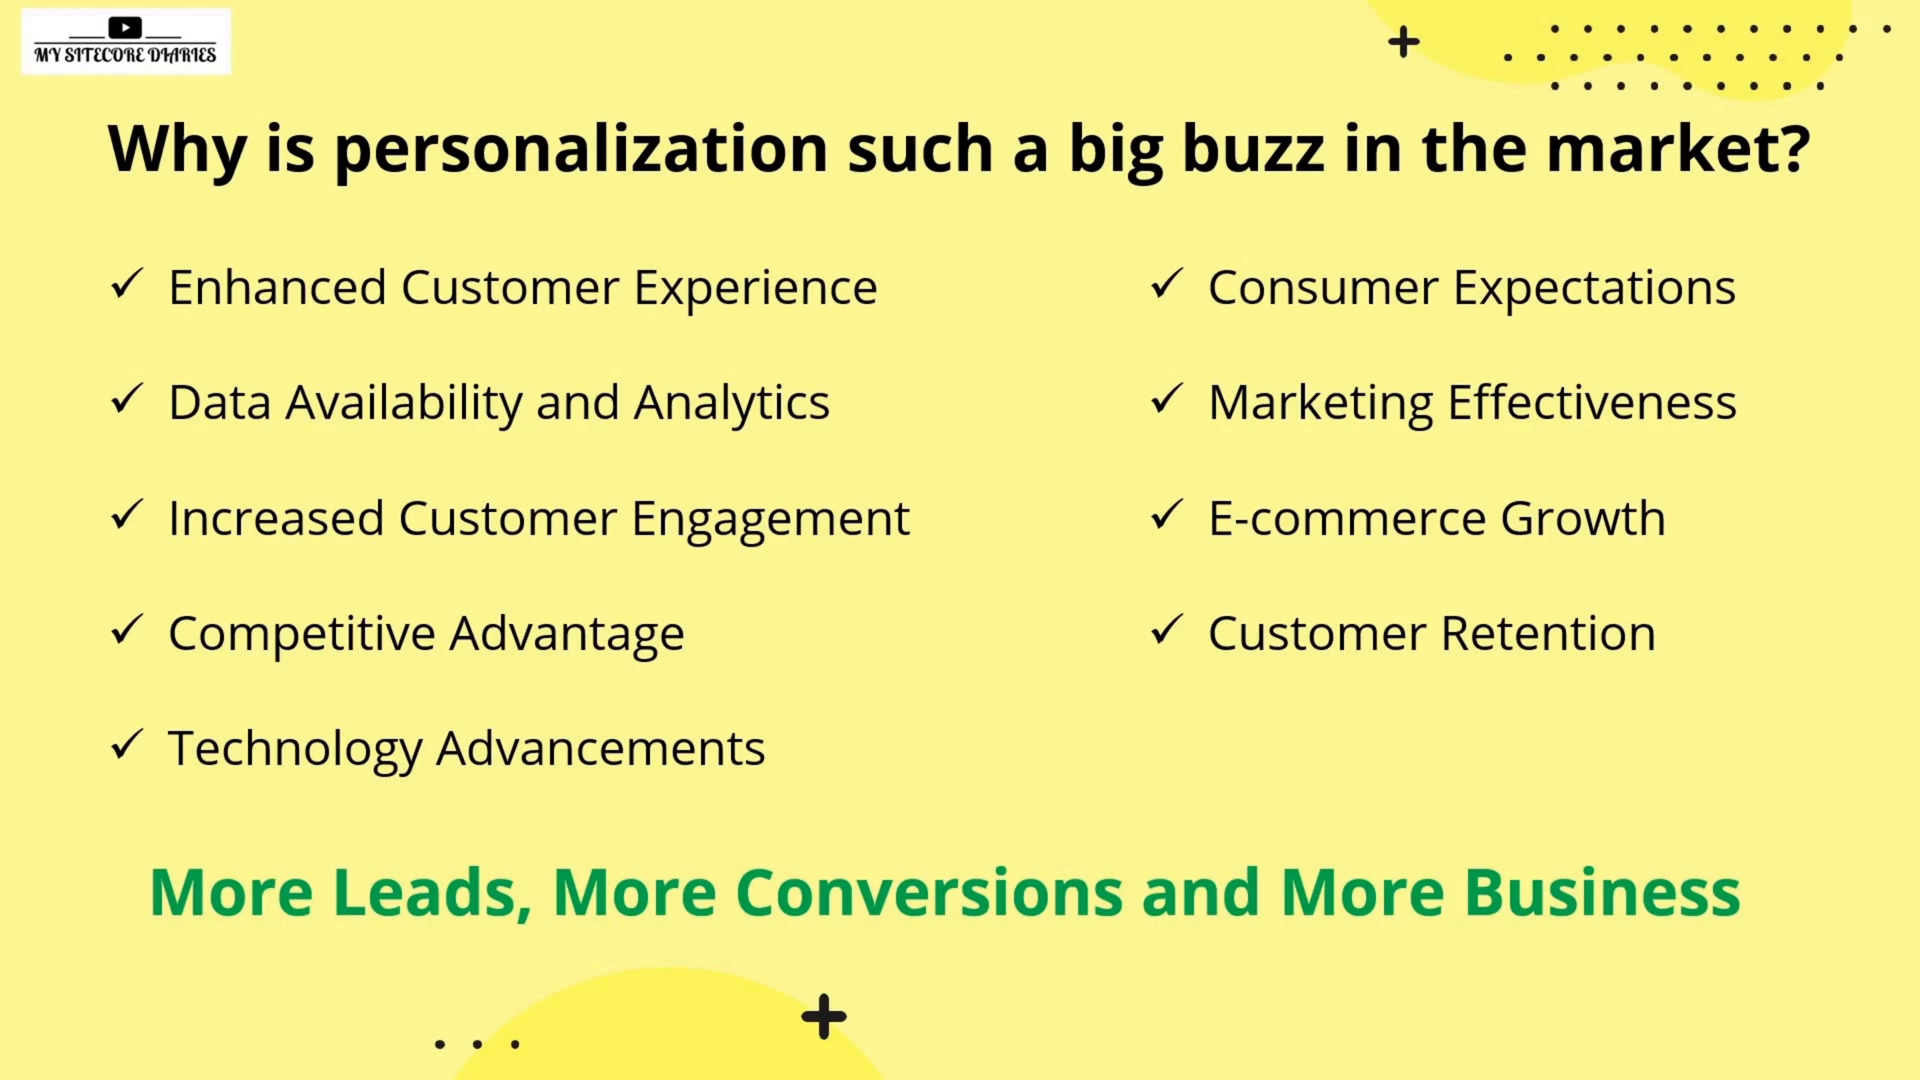 MY SITECORE DIARIES
Why is personalization such a big buzz in the market?
✓ Enhanced Customer Experience
✓ Data Availability and Analytics
✓ Increased Customer Engagement
✓ Competitive Advantage
✓ Technology Advancements
✓ Consumer Expectations
✓ Marketing Effectiveness
✓ E-commerce Growth
✓ Customer Retention
More Leads, More Conversions and More Business